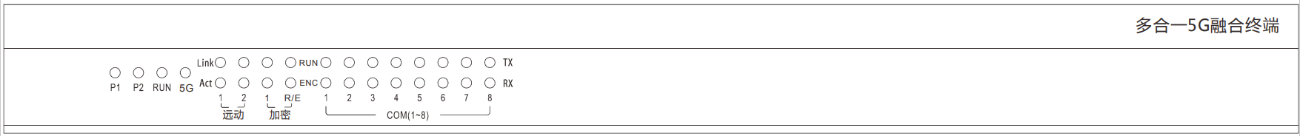 多合一5G融合终端
Link RUN TX
P1 P2 RUN 5G Act ENC RX
1 2 1 R/E 1 2 3 4 5 6 7 8
远动 加密 COM(1~8)